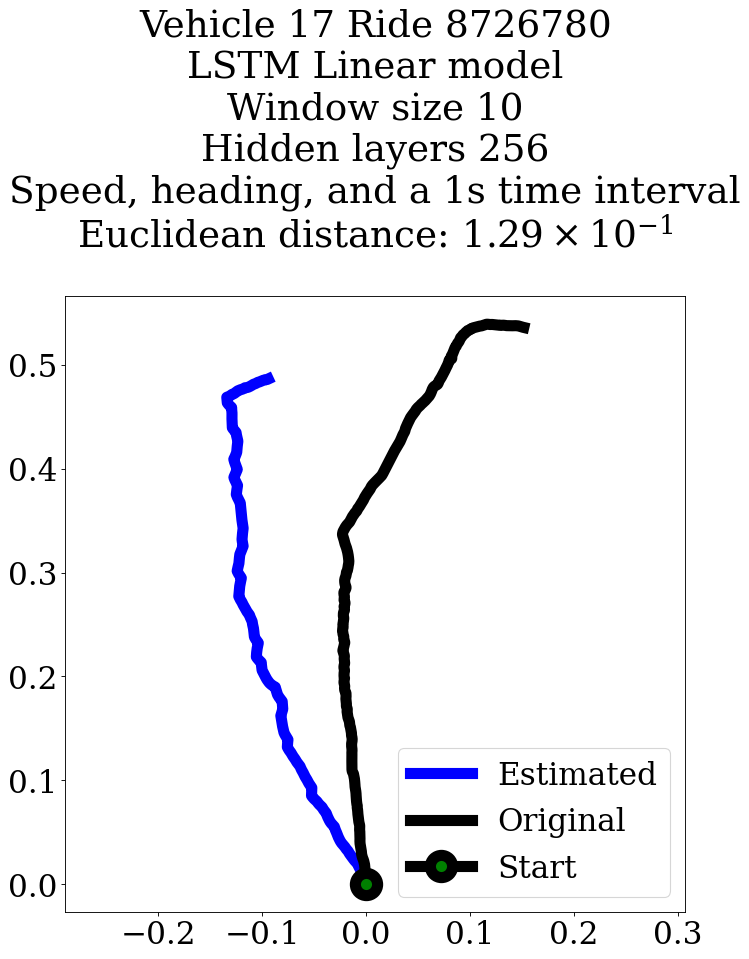 Vehicle 17 Ride 8726780
LSTM Linear model
Window size 10
Hidden layers 256
Speed, heading, and a 1s time interval
Euclidean distance: 1.29 × 10⁻¹
0.5
0.4
0.3
0.2
0.1
0.0
Estimated
Original
Start
−0.2 −0.1 0.0 0.1 0.2 0.3